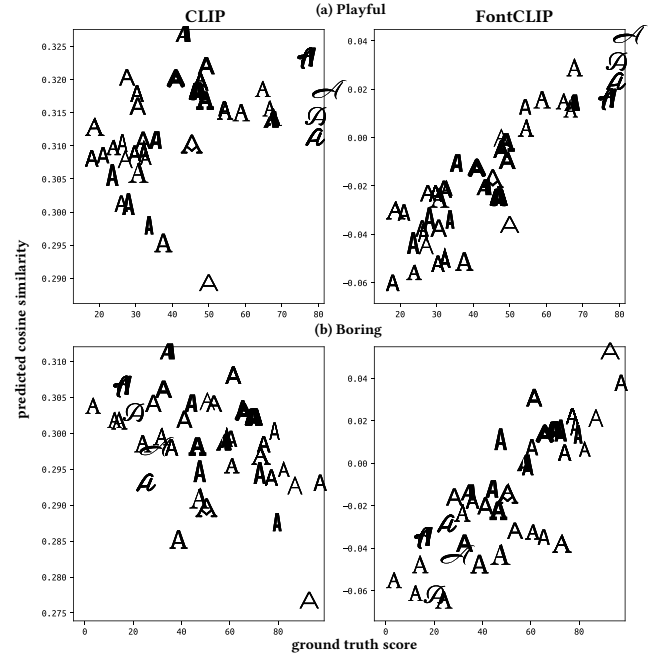 (a) Playful
CLIP
FontCLIP
predicted cosine similarity
0.325
0.320
0.315
0.310
0.305
0.300
0.295
0.290
20 30 40 50 60 70 80
0.04
0.02
0.00
−0.02
−0.04
−0.06
20 30 40 50 60 70 80
(b) Boring
0.310
0.305
0.300
0.295
0.290
0.285
0.280
0.275
0 20 40 60 80
0.04
0.02
0.00
−0.02
−0.04
−0.06
0 20 40 60 80
ground truth score